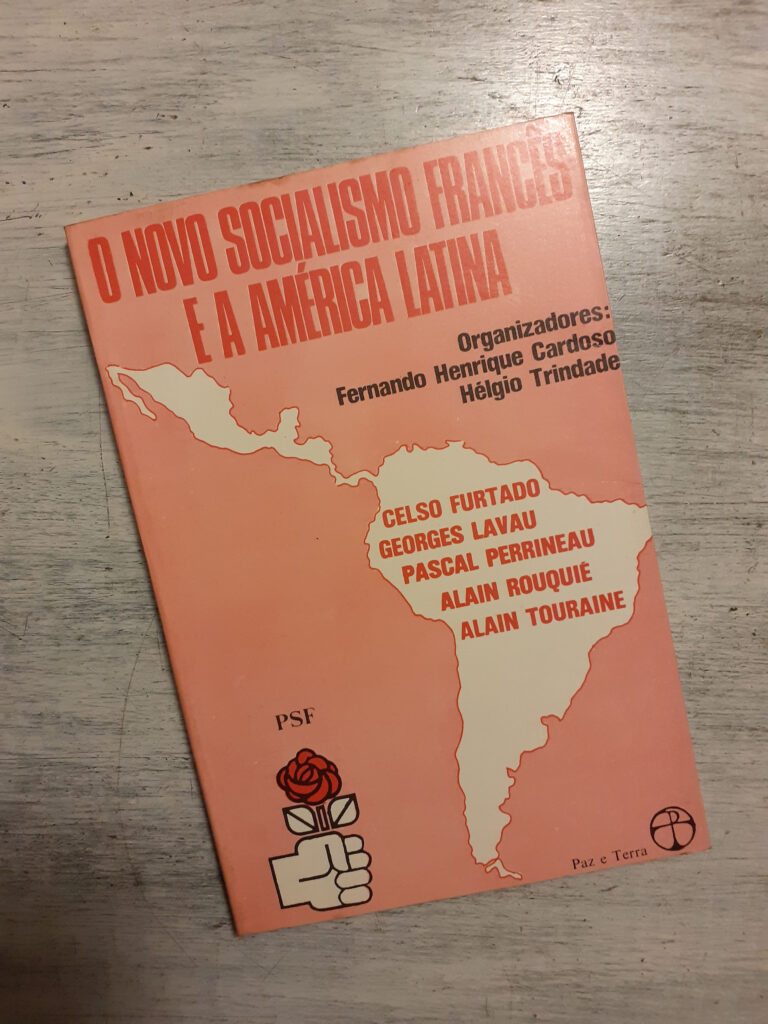 O NOVO SOCIALISMO FRANCÊS
E A AMÉRICA LATINA
Organizadores:
Fernando Henrique Cardoso
Hélgio Trindade
CELSO FURTADO
GEORGES LAVAU
PASCAL PERRINEAU
ALAIN ROUQUIÉ
ALAIN TOURAINE
PSF
Paz e Terra